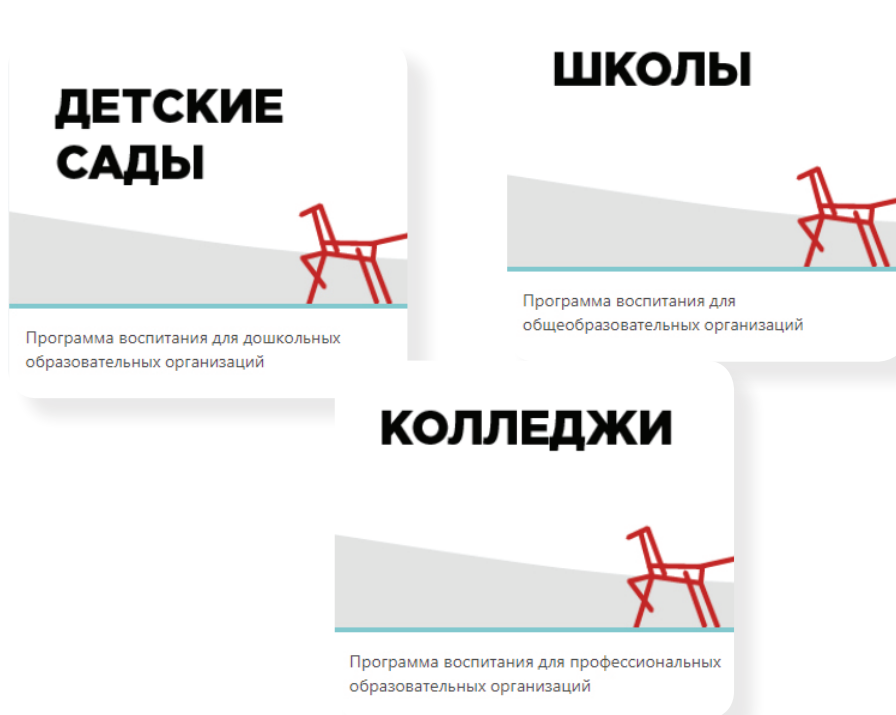 ДЕТСКИЕ
САДЫ
Программа воспитания для дошкольных
образовательных организаций
ШКОЛЫ
Программа воспитания для
общеобразовательных организаций
КОЛЛЕДЖИ
Программа воспитания для профессиональных
образовательных организаций